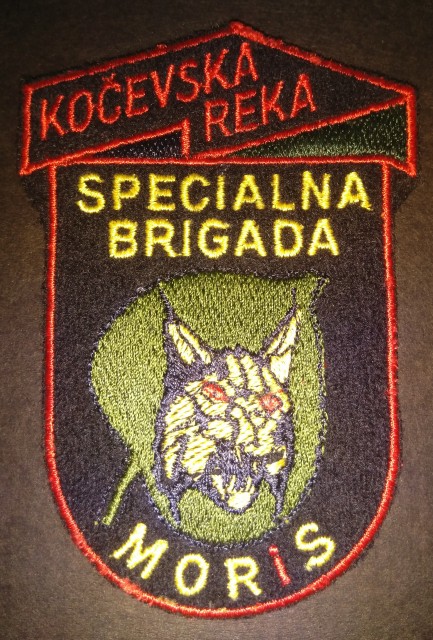 KOČEVSKA
REKA
SPECIALNA
BRIGADA
MORiS